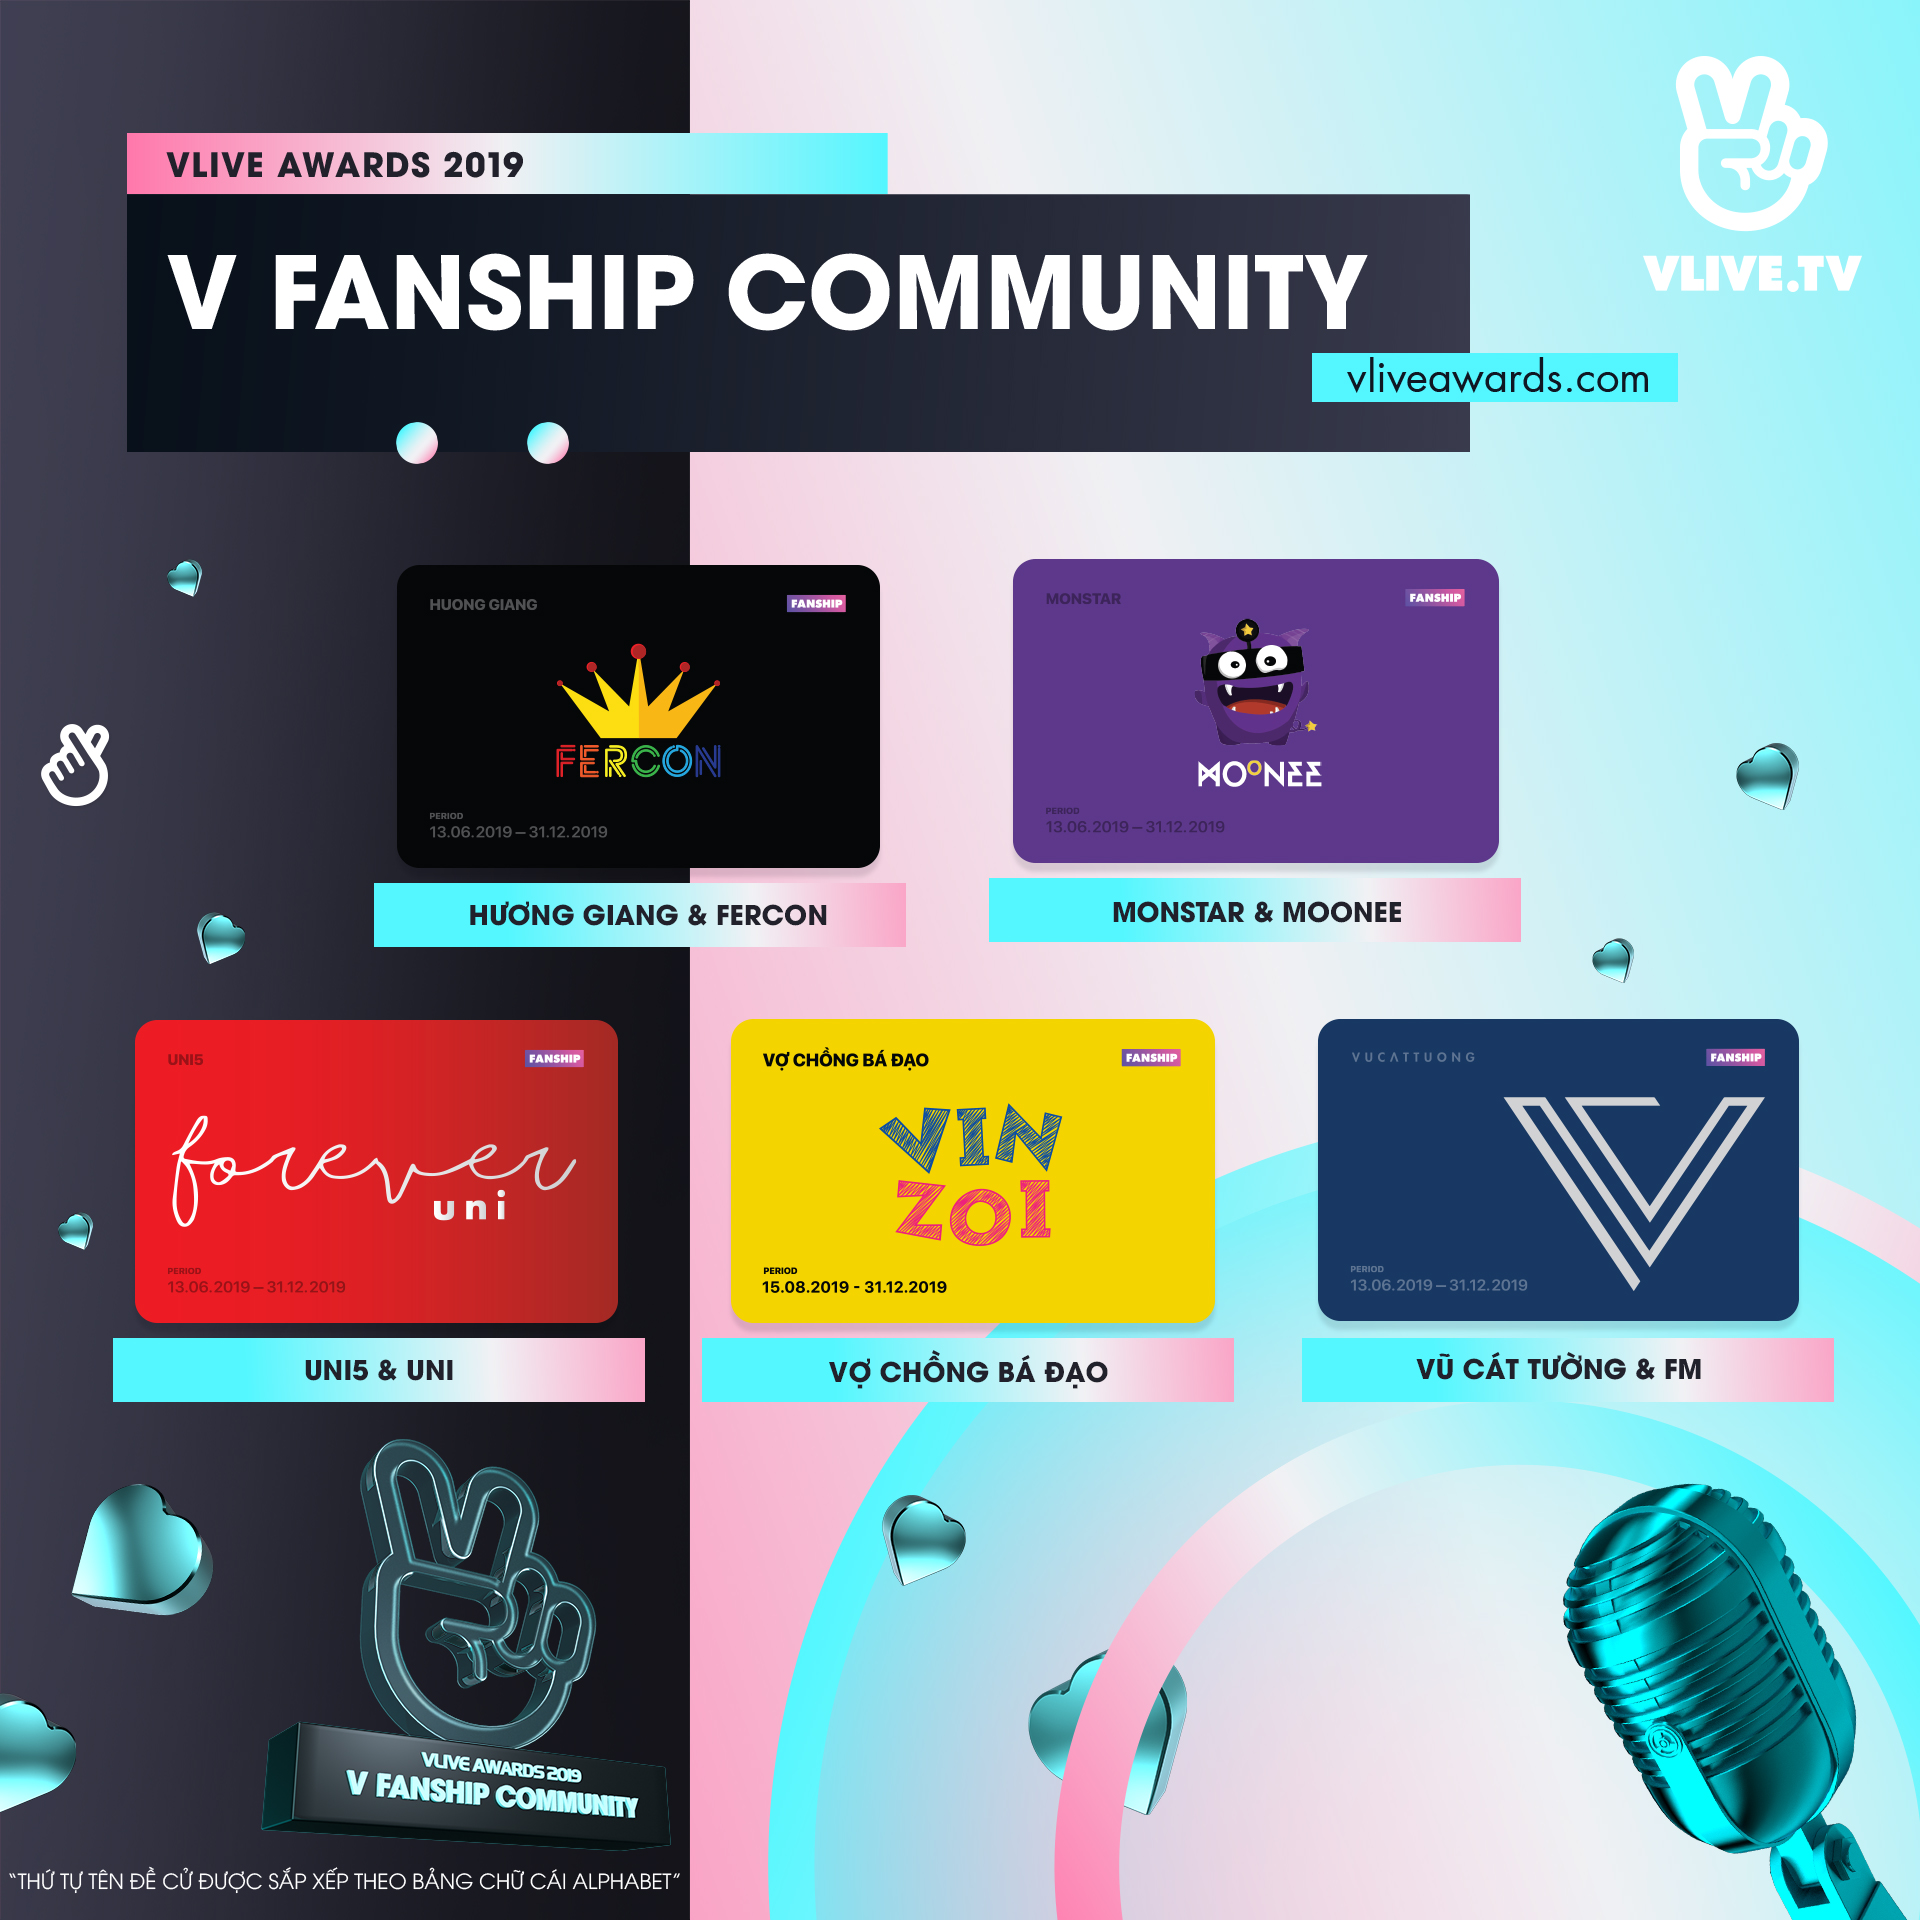 VLIVE AWARDS 2019
V FANSHIP COMMUNITY
VLIVE.TV
vliveawards.com
HUONG GIANG
FANSHIP
FERCON
PERIOD
13.06.2019 – 31.12.2019
HƯƠNG GIANG & FERCON
MONSTAR
FANSHIP
MOONEE
PERIOD
13.06.2019 – 31.12.2019
MONSTAR & MOONEE
UNI5
FANSHIP
forever
uni
PERIOD
13.06.2019 – 31.12.2019
UNI5 & UNI
VỢ CHỒNG BÁ ĐẠO
FANSHIP
VIN
ZOI
PERIOD
15.08.2019 - 31.12.2019
VỢ CHỒNG BÁ ĐẠO
VUCATTUONG
FANSHIP
PERIOD
13.06.2019 – 31.12.2019
VŨ CÁT TƯỜNG & FM
VLIVE AWARDS 2019
V FANSHIP COMMUNITY
“THỨ TỰ TÊN ĐỀ CỬ ĐƯỢC SẮP XẾP THEO BẢNG CHỮ CÁI ALPHABET”